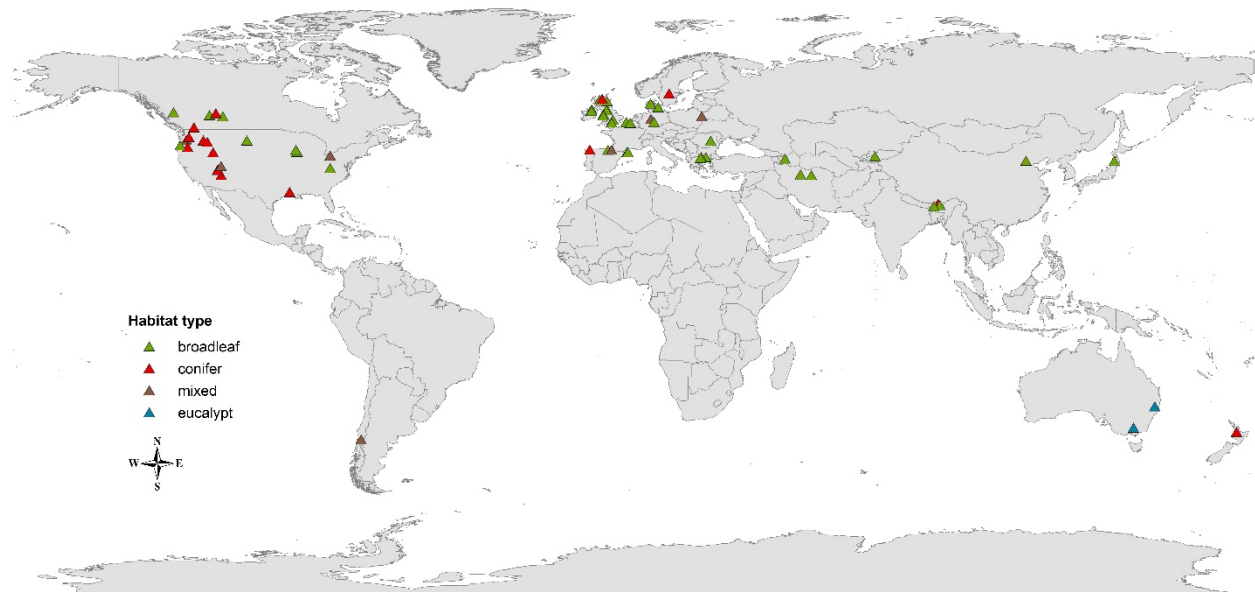 Habitat type
broadleaf
conifer
mixed
eucalypt
N
W E
S